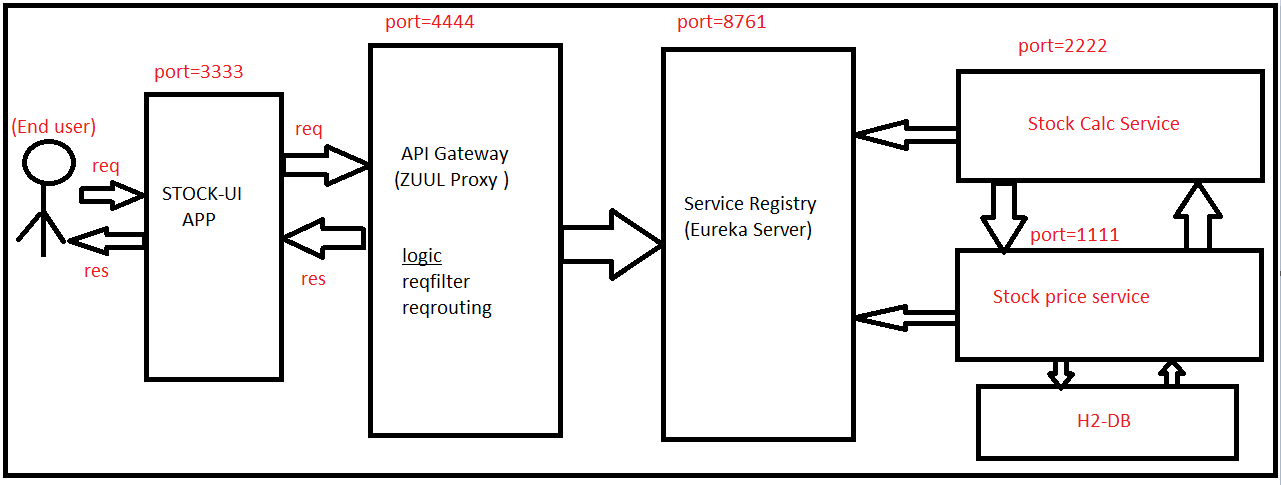 port=4444
port=8761
port=2222
port=3333
(End user)
req
req
STOCK-UI
APP
res
res
API Gateway
(ZUUL Proxy )
logic
reqfilter
reqrouting
Service Registry
(Eureka Server)
Stock Calc Service
port=1111
Stock price service
H2-DB